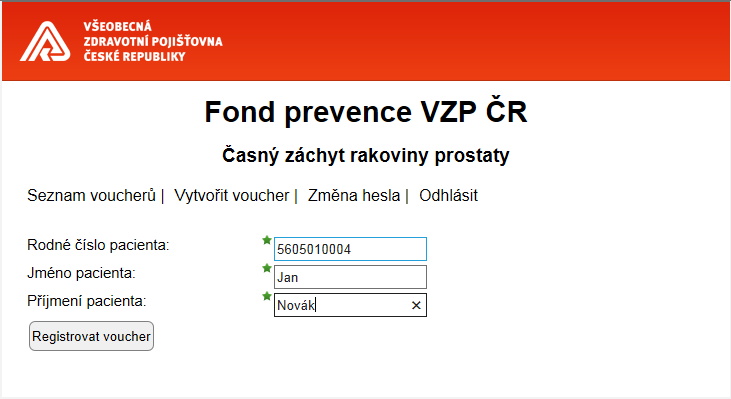 VŠEOBECNÁ
ZDRAVOTNÍ POJIŠŤOVNA
ČESKÉ REPUBLIKY
Fond prevence VZP ČR
Časný záchyt rakoviny prostaty
Seznam voucherů | Vytvořit voucher | Změna hesla | Odhlásit
Rodné číslo pacienta: 5605010004
Jméno pacienta: Jan
Příjmení pacienta: Novák
Registrovat voucher